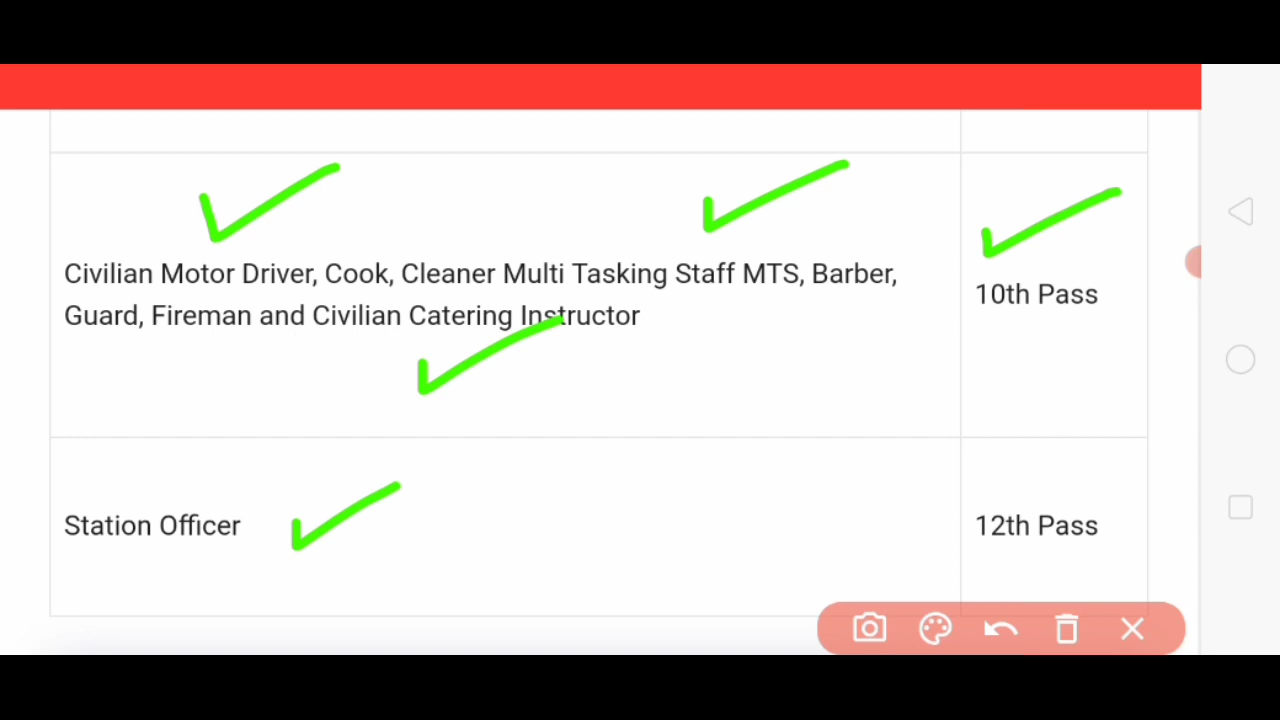 Civilian Motor Driver, Cook, Cleaner Multi Tasking Staff MTS, Barber,
Guard, Fireman and Civilian Catering Instructor
10th Pass
Station Officer
12th Pass